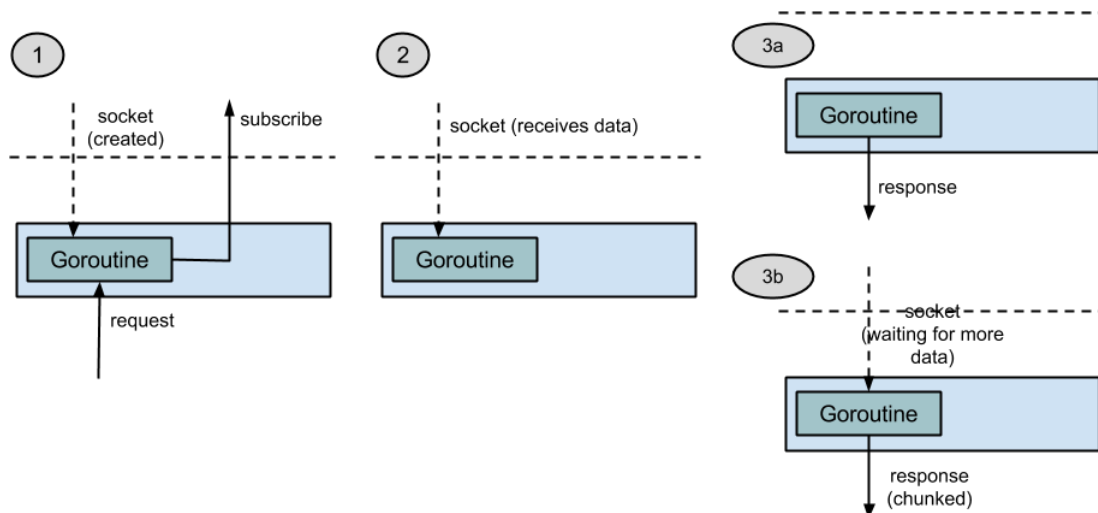 1
socket
(created)
subscribe
Goroutine
request
2
socket (receives data)
Goroutine
3a
Goroutine
response
3b
socket
(waiting for more
data)
Goroutine
response
(chunked)